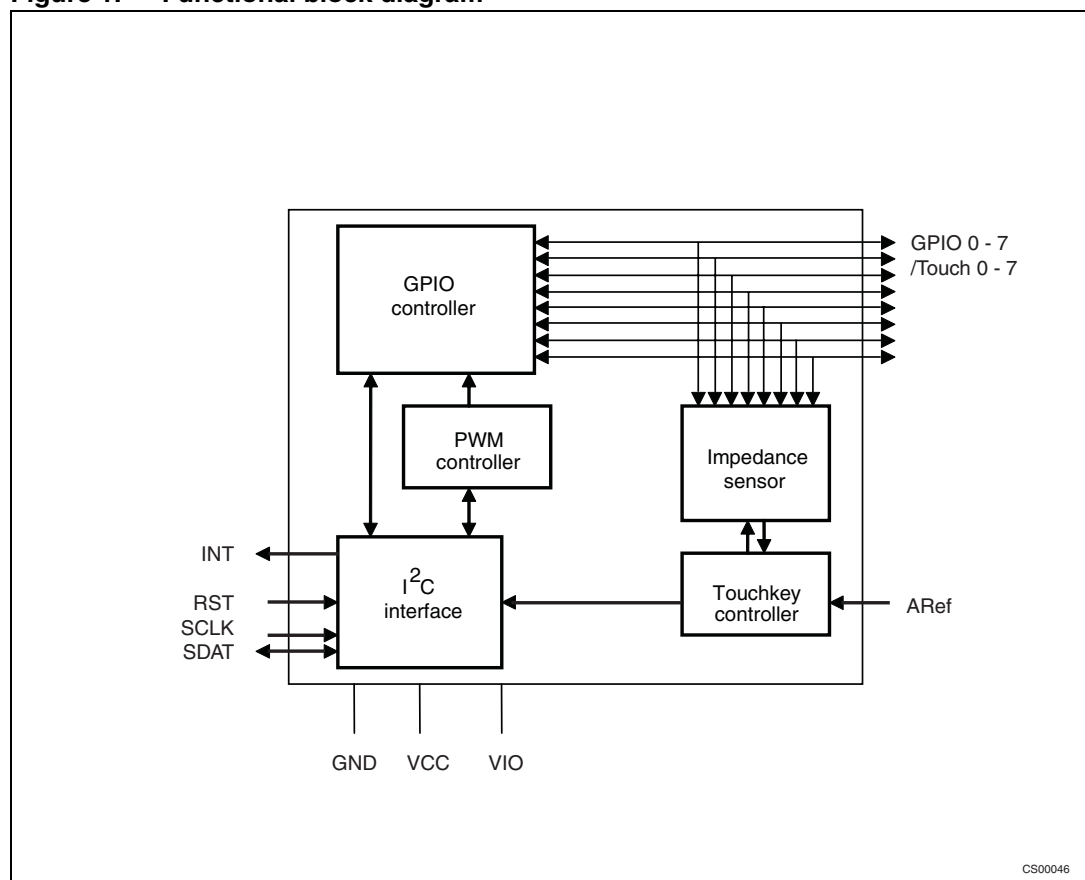 Figure 1. Functional block diagram
GPIO 0 - 7
/Touch 0 - 7
GPIO
controller
PWM
controller
Impedance
sensor
INT
RST
SCLK
SDAT
I2C
interface
Touchkey
controller
ARef
GND VCC VIO
CS00046